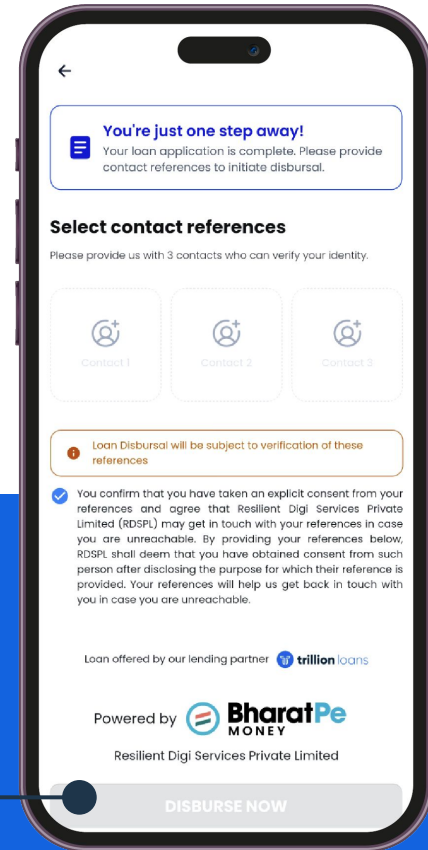 You're just one step away!
Your loan application is complete. Please provide
contact references to initiate disbursal.
Select contact references
Please provide us with 3 contacts who can verify your identity.
Contact 1 Contact 2 Contact 3
Loan Disbursal will be subject to verification of these
references
You confirm that you have taken an explicit consent from your
references and agree that Resilient Digi Services Private
Limited (RDSPL) may get in touch with your references in case
you are unreachable. By providing your references below,
RDSPL shall deem that you have obtained consent from such
person after disclosing the purpose for which their reference is
provided. Your references will help us get back in touch with
you in case you are unreachable.
Loan offered by our lending partner trillion loans
Powered by BharatPe
MONEY
Resilient Digi Services Private Limited
DISBURSE NOW